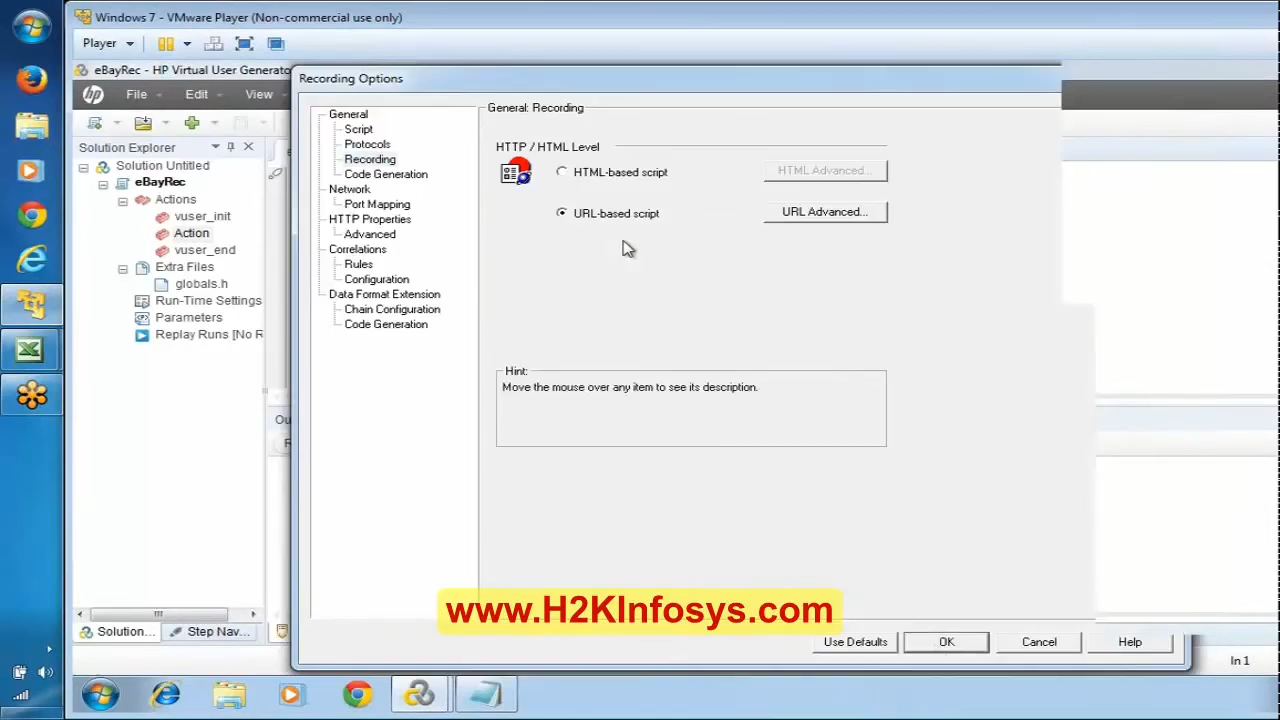 Windows 7 - VMware Player (Non-commercial use only)
Player
eBayRec - HP Virtual User Generato
Recording Options
hp File Edit View
Solution Explorer
Solution Untitled
eBayRec
Actions
vuser_init
Action
vuser_end
Extra Files
globals.h
Run-Time Settings
Parameters
Replay Runs [No R
General
Script
Protocols
Recording
Code Generation
Network
Port Mapping
HTTP Properties
Advanced
Correlations
Rules
Configuration
Data Format Extension
Chain Configuration
Code Generation
General: Recording
HTTP / HTML Level
HTML-based script
HTML Advanced...
URL-based script
URL Advanced...
Hint:
Move the mouse over any item to see its description.
Ou
R
www.H2KInfosys.com
Solution...
Step Nav...
Use Defaults
OK
Cancel
Help
ln 1